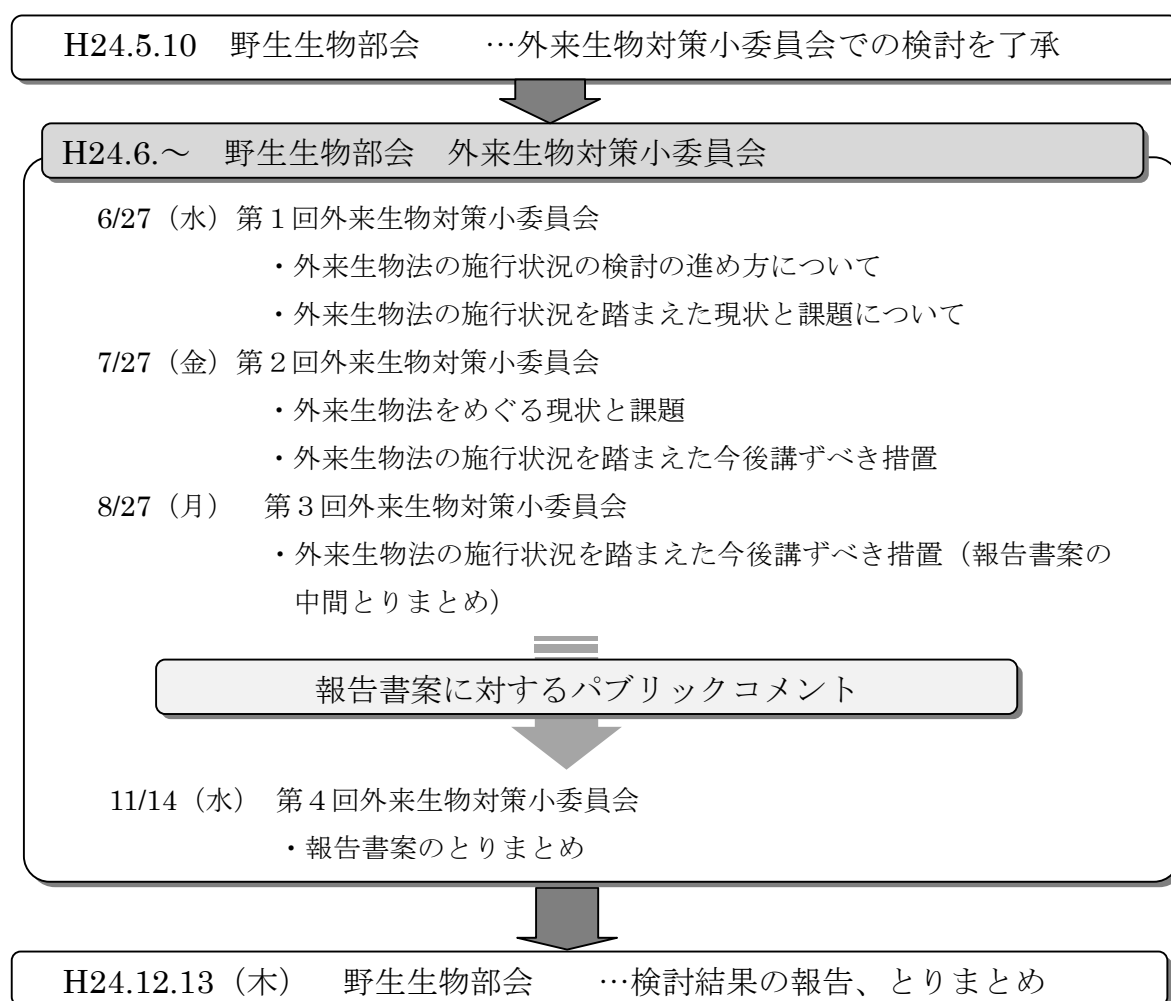 H24.5.10　野生生物部会　　…外来生物対策小委員会での検討を了承
H24.6.～　野生生物部会　外来生物対策小委員会
6/27（水）第１回外来生物対策小委員会
・外来生物法の施行状況の検討の進め方について
・外来生物法の施行状況を踏まえた現状と課題について
7/27（金）第２回外来生物対策小委員会
・外来生物法をめぐる現状と課題
・外来生物法の施行状況を踏まえた今後講ずべき措置
8/27（月）　第３回外来生物対策小委員会
・外来生物法の施行状況を踏まえた今後講ずべき措置（報告書案の
中間とりまとめ）
報告書案に対するパブリックコメント
11/14（水）　第４回外来生物対策小委員会
・報告書案のとりまとめ
H24.12.13（木）　野生生物部会　　…検討結果の報告、とりまとめ